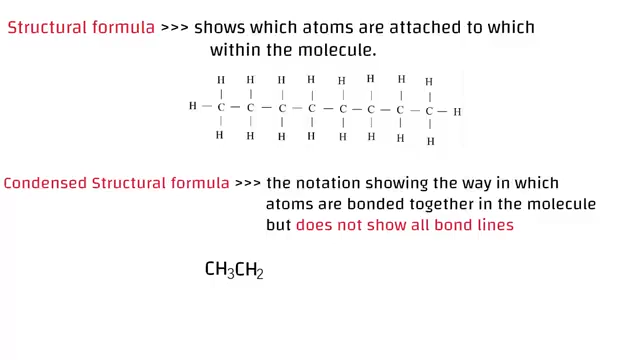 Structural formula >>> shows which atoms are attached to which
within the molecule.
H H H H H H H H
H — C — C — C — C — C — C — C — C — H
H H H H H H H H
Condensed Structural formula >>> the notation showing the way in which
atoms are bonded together in the molecule
but does not show all bond lines
CH₃CH₂